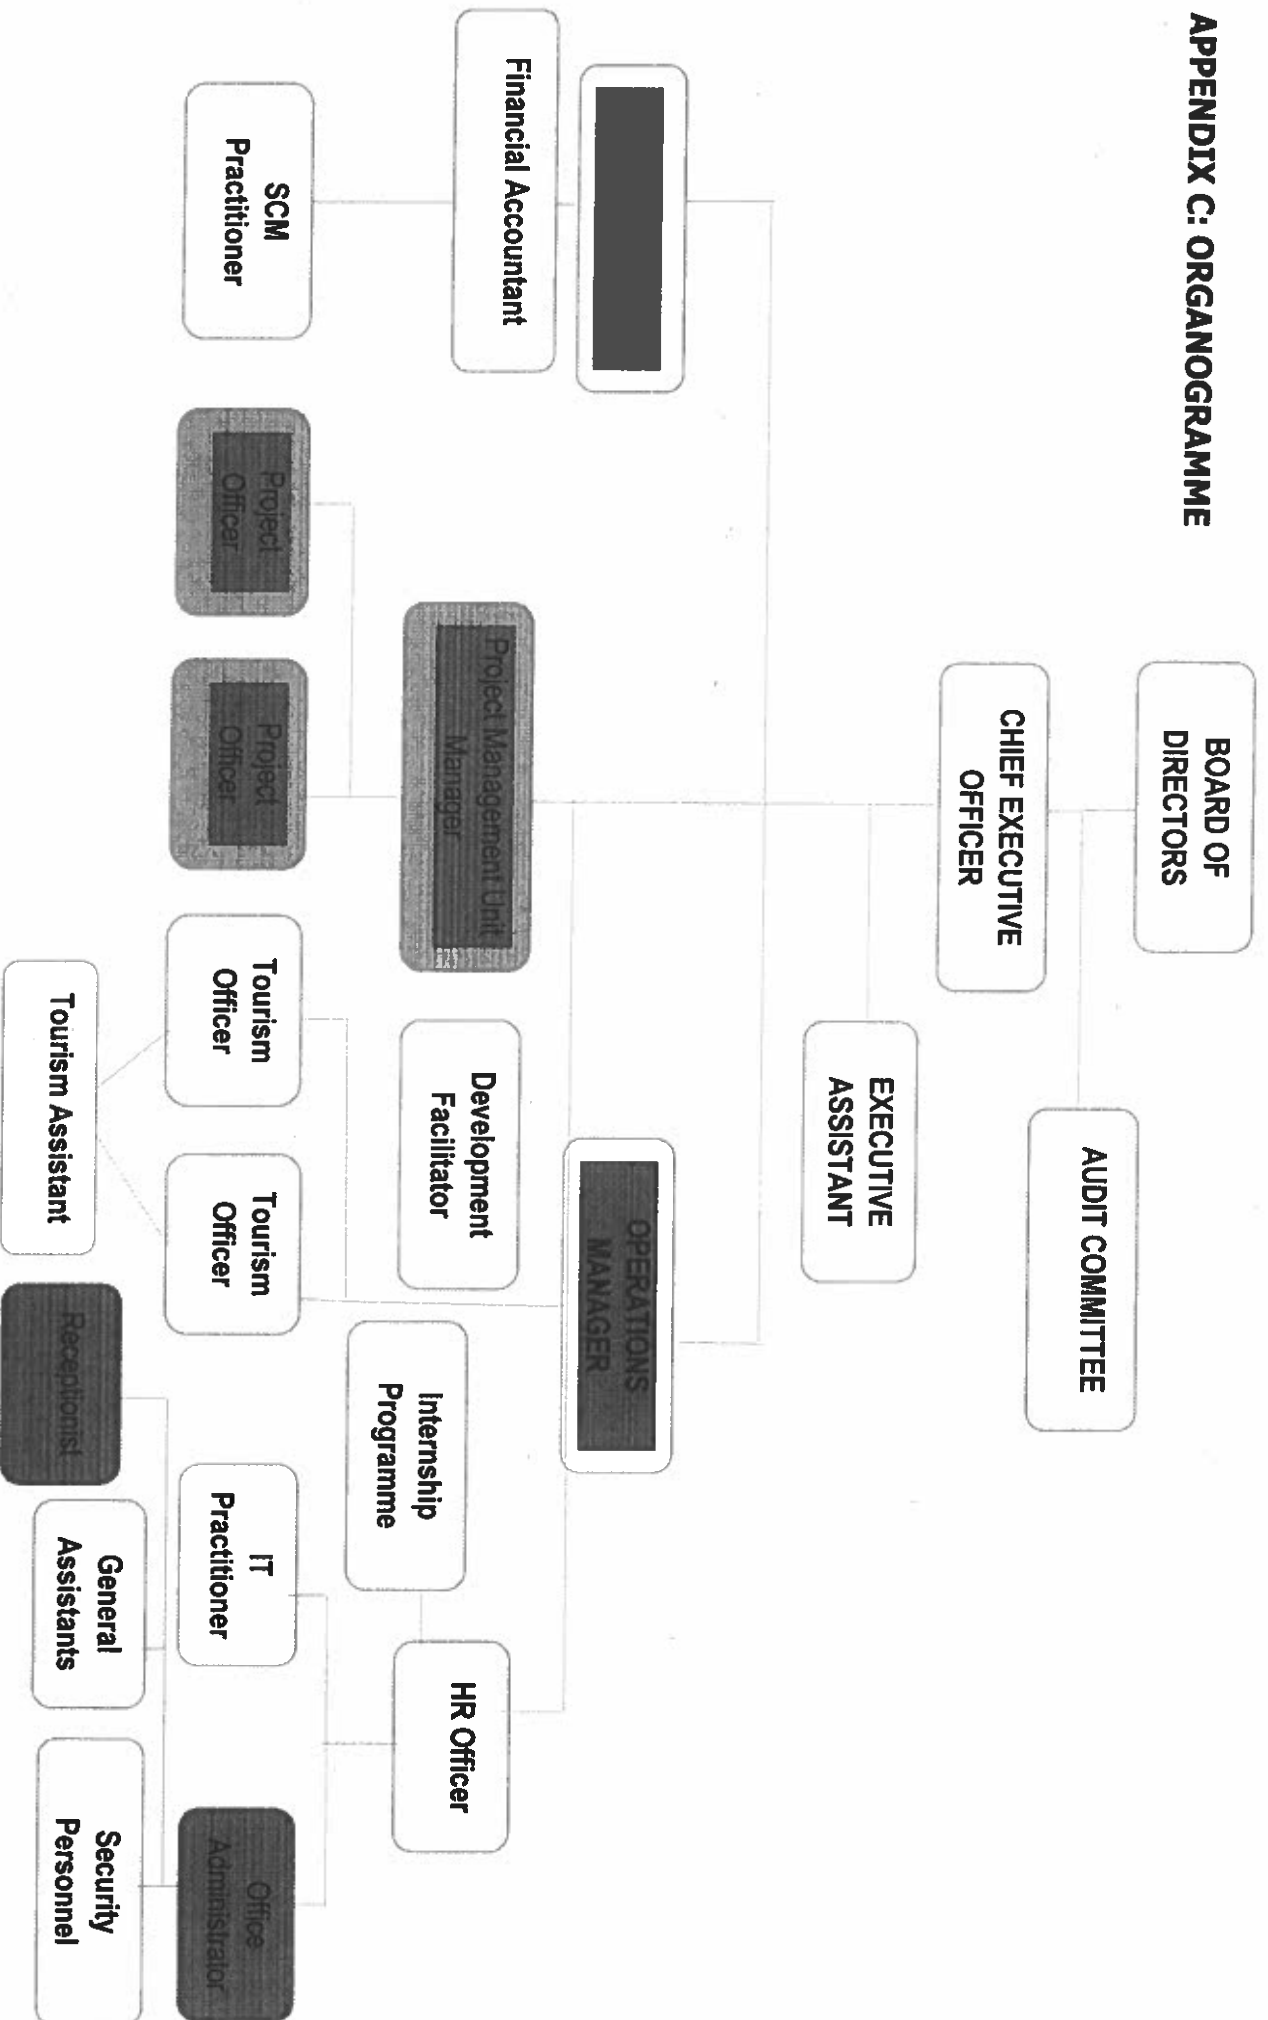 APPENDIX C: ORGANOGRAMME
BOARD OF
DIRECTORS
AUDIT COMMITTEE
CHIEF EXECUTIVE
OFFICER
EXECUTIVE
ASSISTANT
OPERATIONS
MANAGER
Financial Accountant
Project Management Unit
Manager
Development
Facilitator
Internship
Programme
HR Officer
SCM
Practitioner
Project
Officer
Project
Officer
Tourism
Officer
Tourism
Officer
IT
Practitioner
Office
Administrator
Tourism Assistant
Receptionist
General
Assistants
Security
Personnel